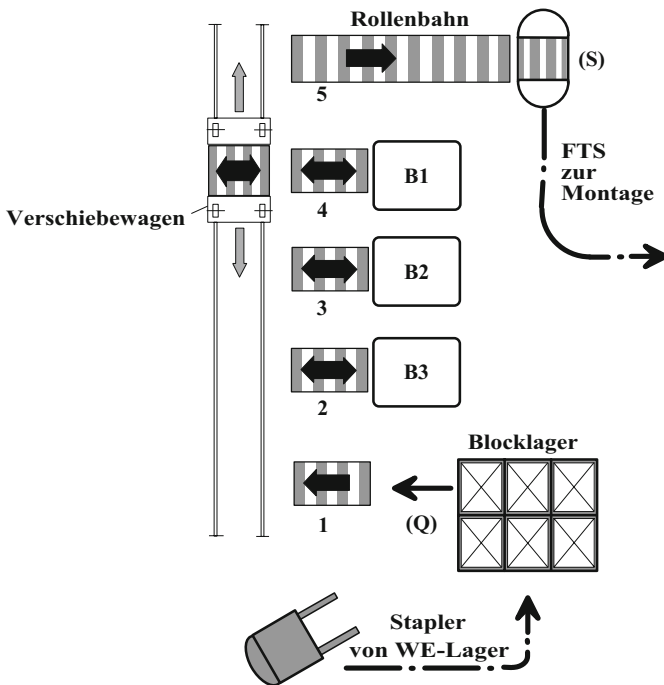 Rollenbahn
(S)
5
FTS
zur
Montage
B1
4
Verschiebewagen
B2
3
B3
2
Blocklager
1
(Q)
Stapler
von WE-Lager